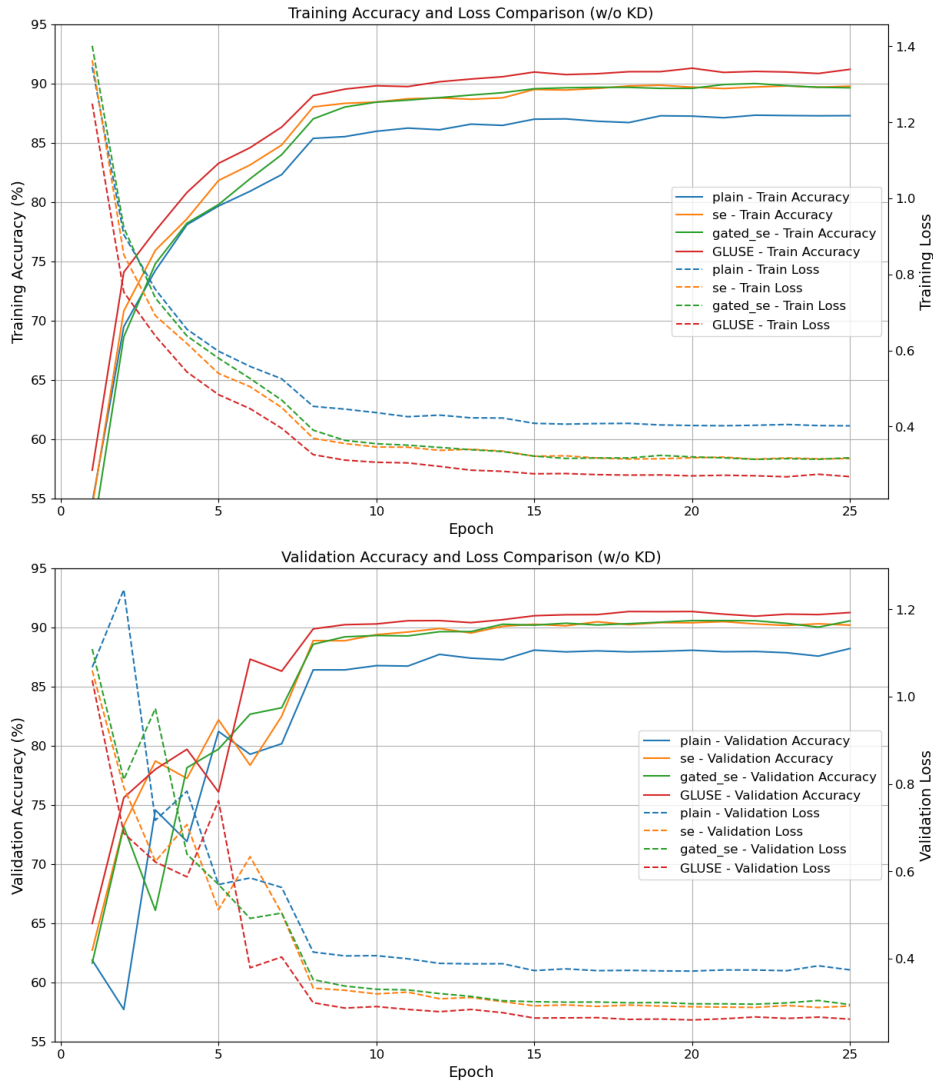 Training Accuracy and Loss Comparison (w/o KD)
95
90
85
80
75
70
65
60
55
Training Accuracy (%)
1.4
1.2
1.0
0.8
0.6
0.4
Training Loss
plain - Train Accuracy
se - Train Accuracy
gated_se - Train Accuracy
GLUSE - Train Accuracy
plain - Train Loss
se - Train Loss
gated_se - Train Loss
GLUSE - Train Loss
0 5 10 15 20 25
Epoch
Validation Accuracy and Loss Comparison (w/o KD)
95
90
85
80
75
70
65
60
55
Validation Accuracy (%)
1.2
1.0
0.8
0.6
0.4
Validation Loss
plain - Validation Accuracy
se - Validation Accuracy
gated_se - Validation Accuracy
GLUSE - Validation Accuracy
plain - Validation Loss
se - Validation Loss
gated_se - Validation Loss
GLUSE - Validation Loss
0 5 10 15 20 25
Epoch